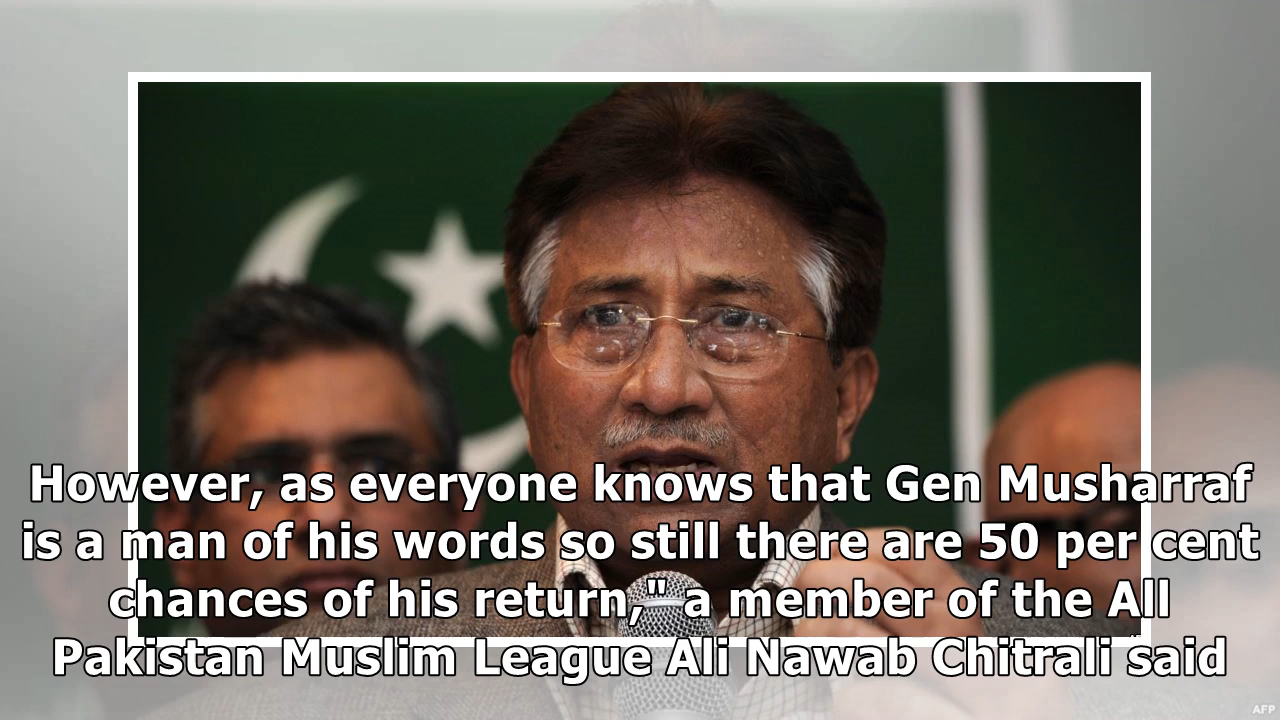 However, as everyone knows that Gen Musharraf
is a man of his words so still there are 50 per cent
chances of his return," a member of the All
Pakistan Muslim League Ali Nawab Chitrali said
AFP